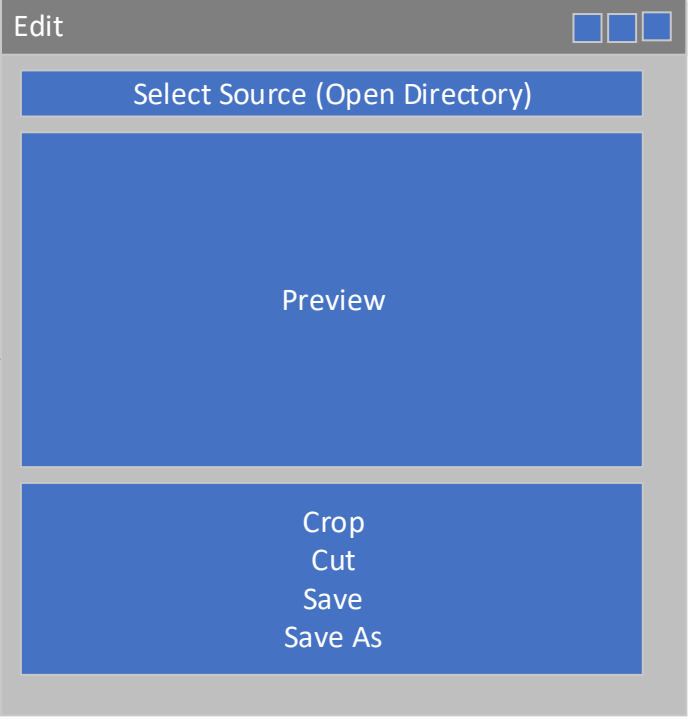 Edit
Select Source (Open Directory)
Preview
Crop
Cut
Save
Save As